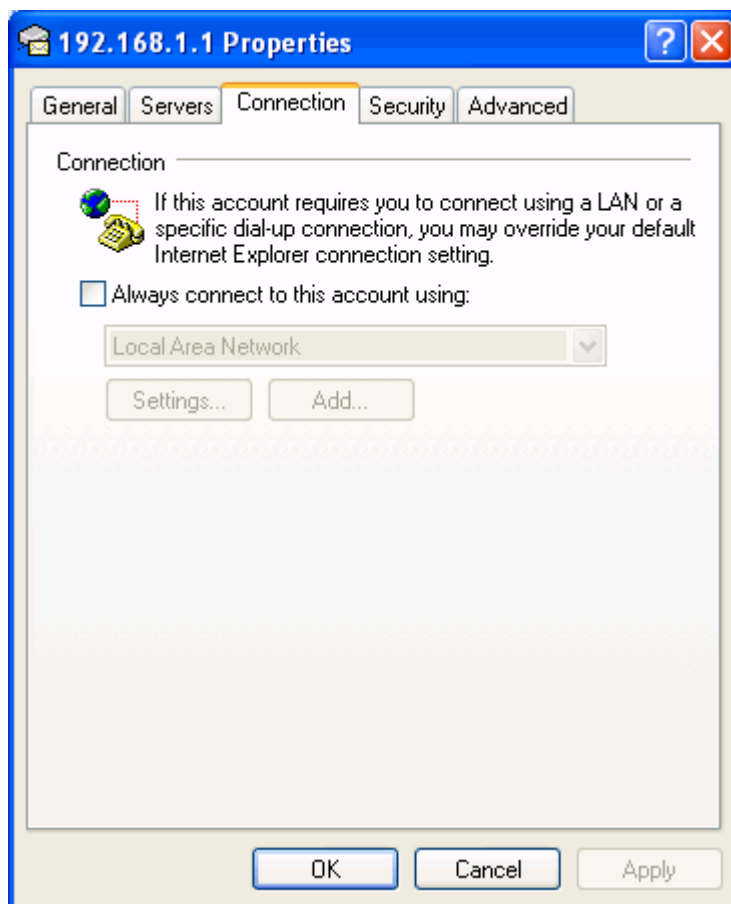 192.168.1.1 Properties
General Servers Connection Security Advanced
Connection
If this account requires you to connect using a LAN or a
specific dial-up connection, you may override your default
Internet Explorer connection setting.
Always connect to this account using:
Local Area Network
Settings... Add...
OK Cancel Apply